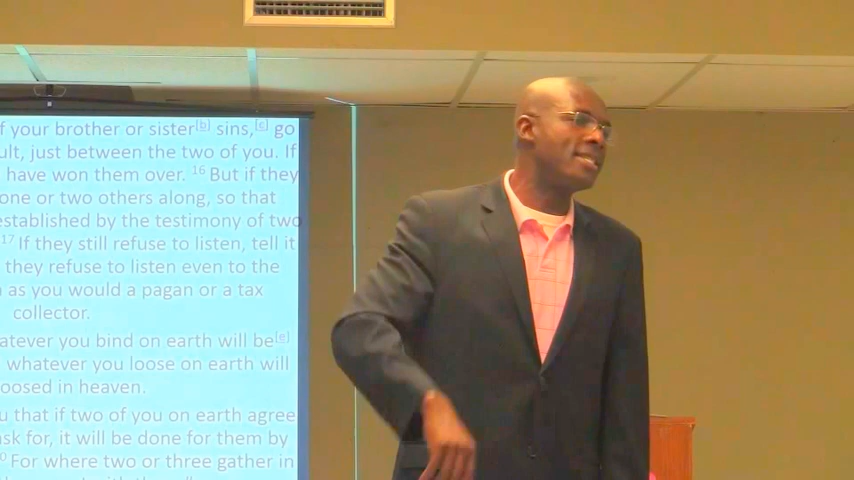 f your brother or sister[b] sins,[c] go
ult, just between the two of you. If
have won them over. 16 But if they
one or two others along, so that
established by the testimony of two
17 If they still refuse to listen, tell it
they refuse to listen even to the
as you would a pagan or a tax
collector.
atever you bind on earth will be[e]
whatever you loose on earth will
oosed in heaven.
u that if two of you on earth agree
ask for, it will be done for them by
0 For where two or three gather in